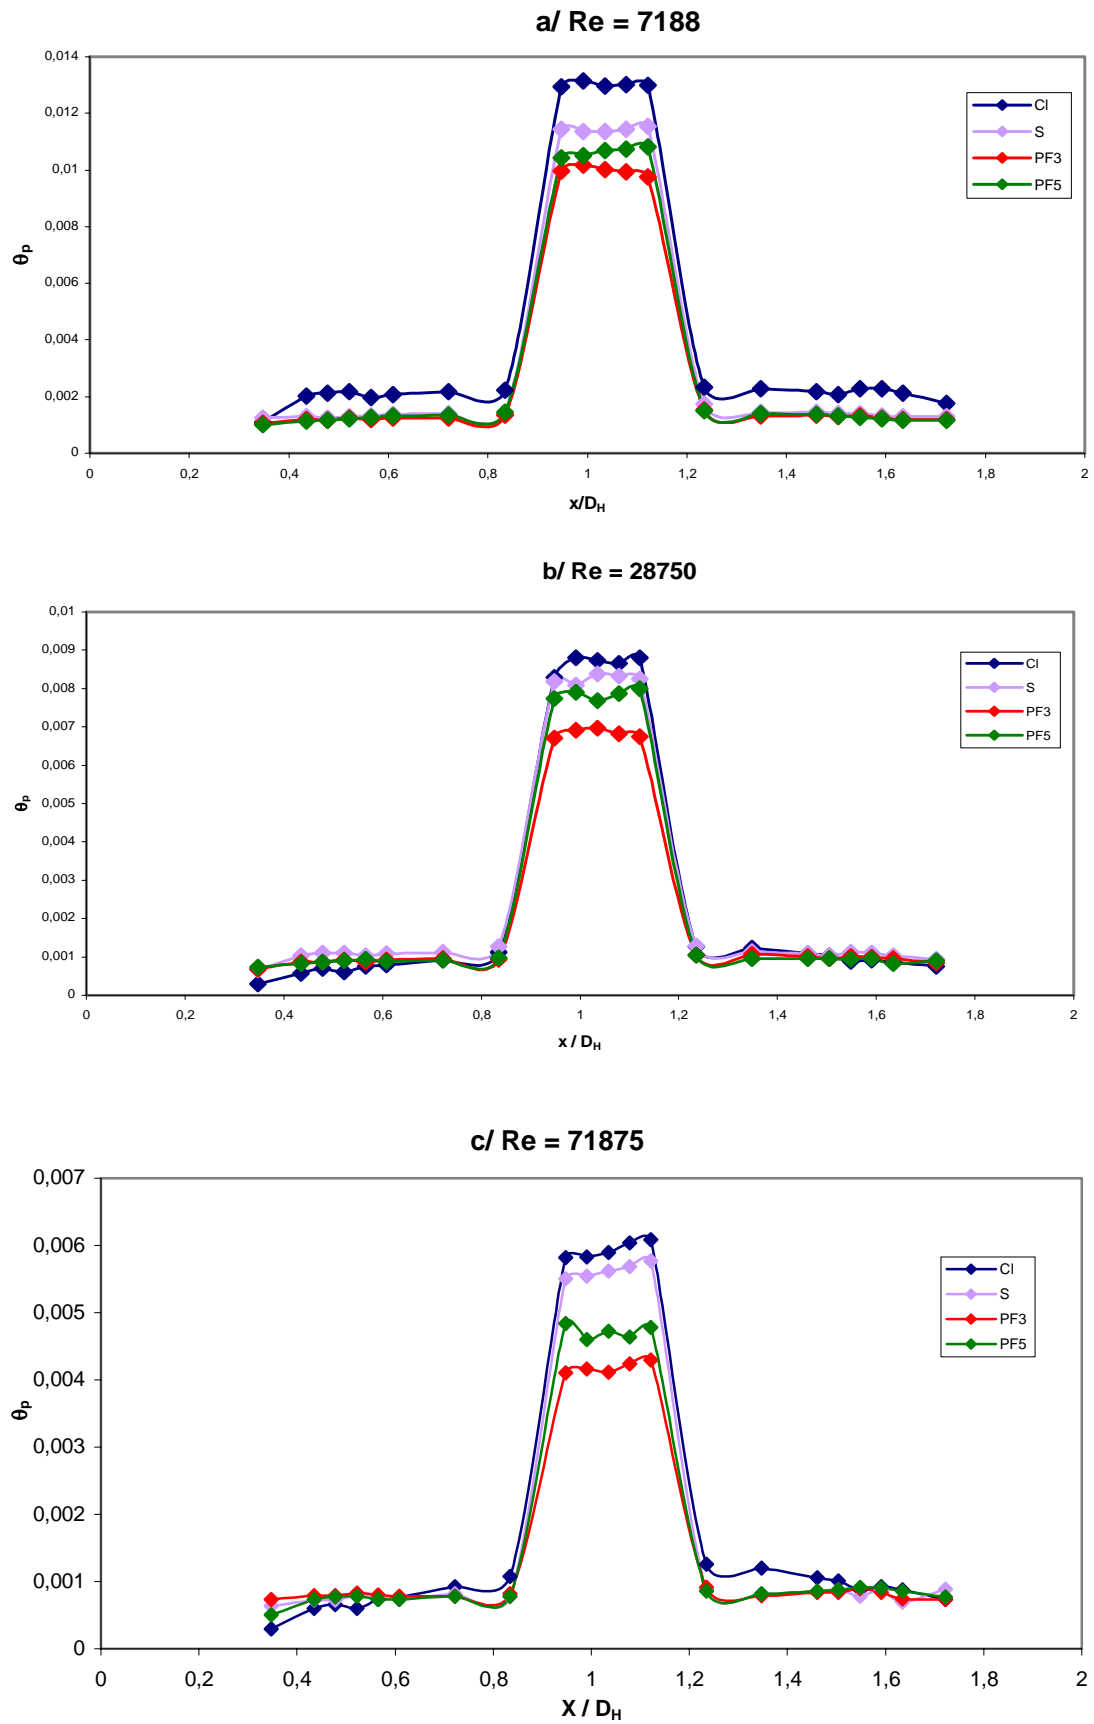 a/ Re = 7188
0,014
0,012
0,01
0,008
0,006
0,004
0,002
0
θp
0 0,2 0,4 0,6 0,8 1 1,2 1,4 1,6 1,8 2
x/DH
Cl
S
PF3
PF5
b/ Re = 28750
0,01
0,009
0,008
0,007
0,006
0,005
0,004
0,003
0,002
0,001
0
θp
0 0,2 0,4 0,6 0,8 1 1,2 1,4 1,6 1,8 2
x / DH
Cl
S
PF3
PF5
c/ Re = 71875
0,007
0,006
0,005
0,004
0,003
0,002
0,001
0
θp
0 0,2 0,4 0,6 0,8 1 1,2 1,4 1,6 1,8 2
X / DH
Cl
S
PF3
PF5